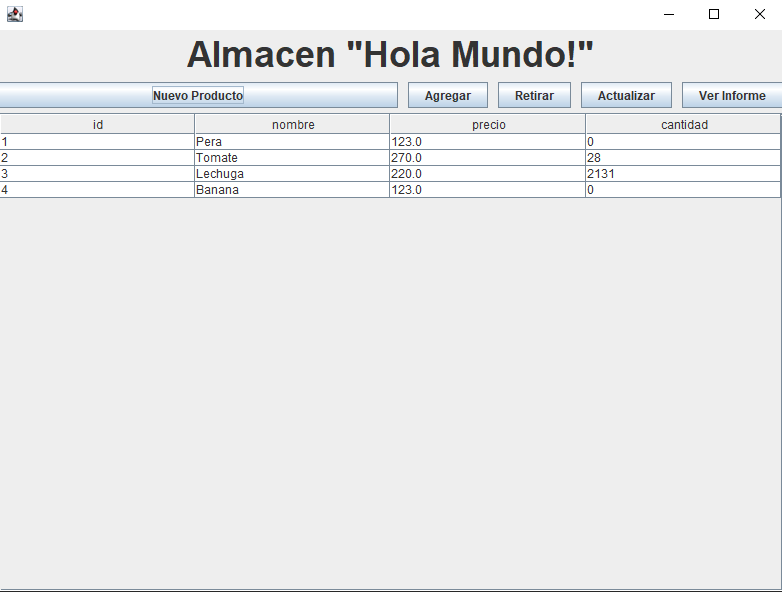 Almacen "Hola Mundo!"
Nuevo Producto Agregar Retirar Actualizar Ver Informe
id nombre precio cantidad
1 Pera 123.0 0
2 Tomate 270.0 28
3 Lechuga 220.0 2131
4 Banana 123.0 0